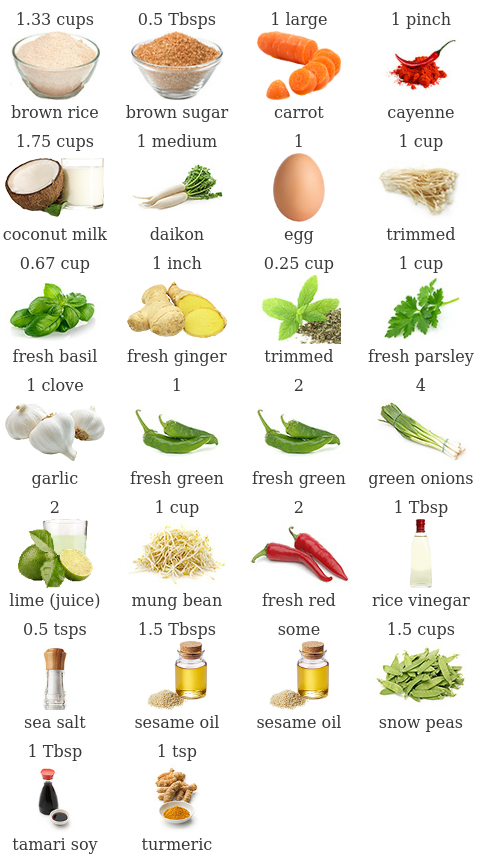 1.33 cups 0.5 Tbsps 1 large 1 pinch
brown rice brown sugar carrot cayenne
1.75 cups 1 medium 1 1 cup
coconut milk daikon egg trimmed
0.67 cup 1 inch 0.25 cup 1 cup
fresh basil fresh ginger trimmed fresh parsley
1 clove 1 2 4
garlic fresh green fresh green green onions
2 1 cup 2 1 Tbsp
lime (juice) mung bean fresh red rice vinegar
0.5 tsps 1.5 Tbsps some 1.5 cups
sea salt sesame oil sesame oil snow peas
1 Tbsp 1 tsp
tamari soy turmeric